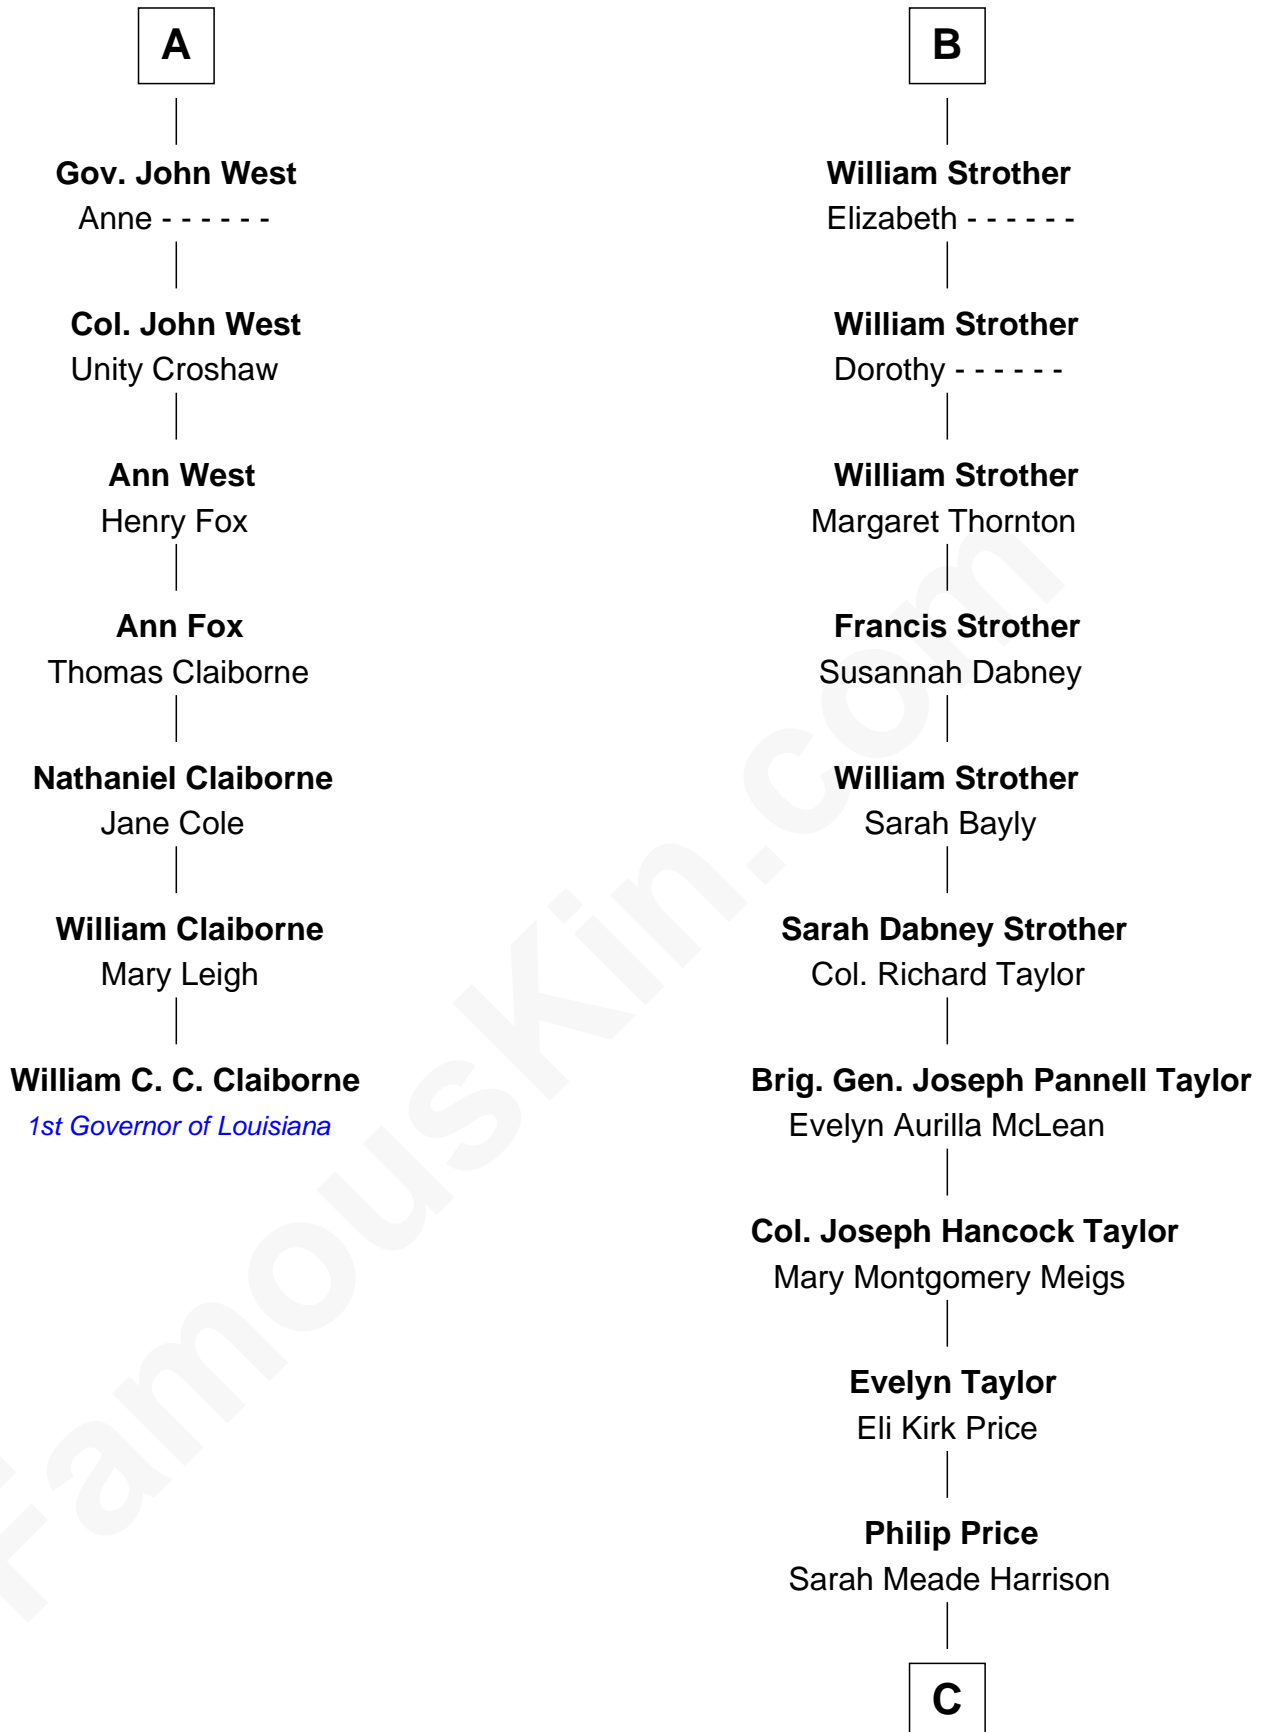 A
Gov. John West
Anne - - - - - -
Col. John West
Unity Croshaw
Ann West
Henry Fox
Ann Fox
Thomas Claiborne
Nathaniel Claiborne
Jane Cole
William Claiborne
Mary Leigh
William C. C. Claiborne
1st Governor of Louisiana
B
William Strother
Elizabeth - - - - - -
William Strother
Dorothy - - - - - -
William Strother
Margaret Thornton
Francis Strother
Susannah Dabney
William Strother
Sarah Bayly
Sarah Dabney Strother
Col. Richard Taylor
Brig. Gen. Joseph Pannell Taylor
Evelyn Aurilla McLean
Col. Joseph Hancock Taylor
Mary Montgomery Meigs
Evelyn Taylor
Eli Kirk Price
Philip Price
Sarah Meade Harrison
C
FamousKin.com